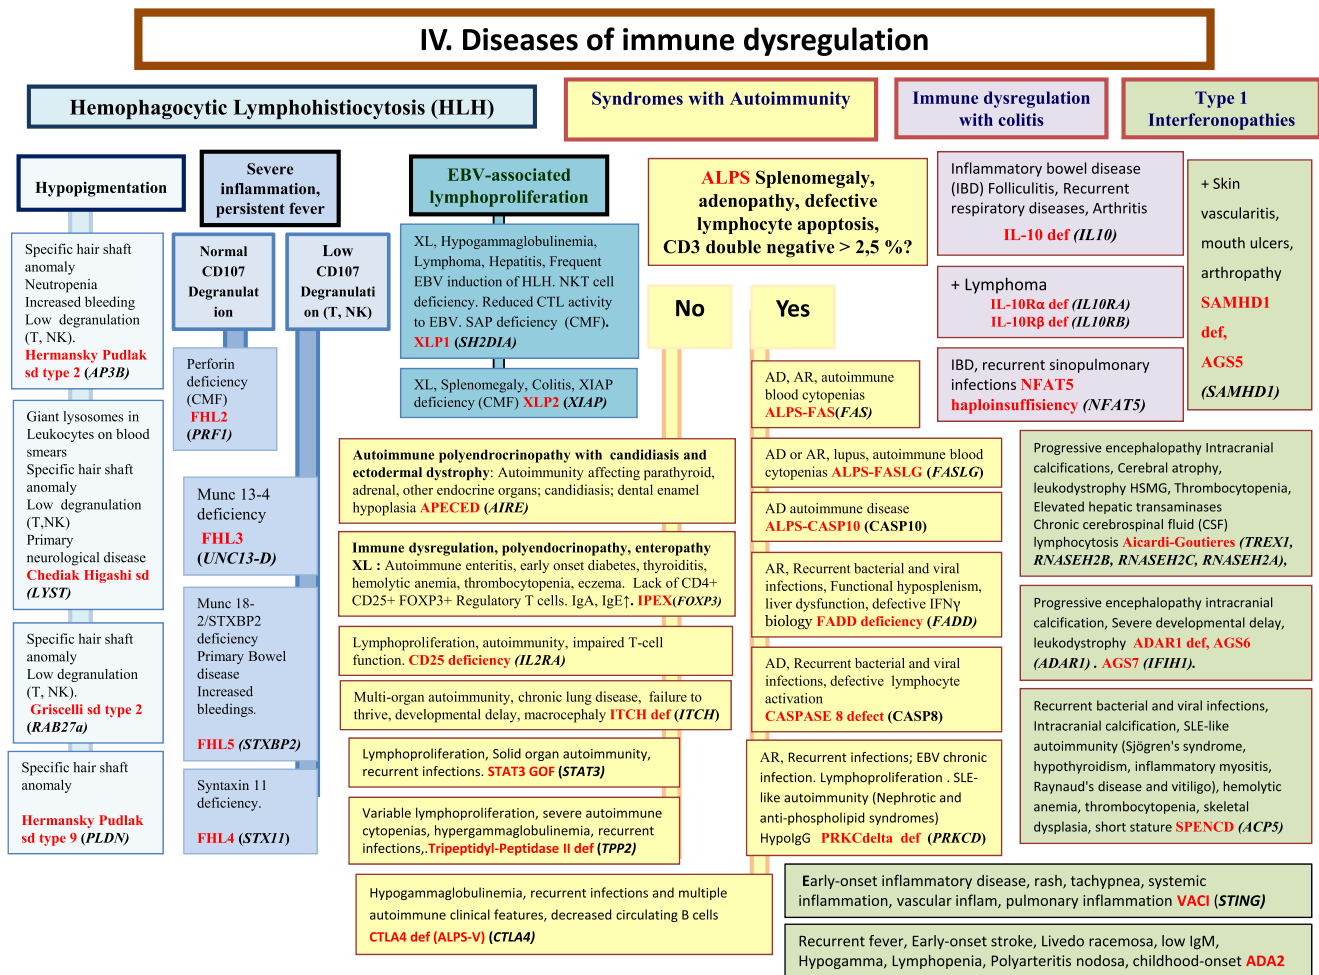 IV. Diseases of immune dysregulation
Hemophagocytic Lymphohistiocytosis (HLH)
Syndromes with Autoimmunity
Immune dysregulation
with colitis
Type 1
Interferonopathies
Hypopigmentation
Specific hair shaft
anomaly
Neutropenia
Increased bleeding
Low degranulation
(T, NK).
Hermansky Pudlak
sd type 2 (AP3B)
Giant lysosomes in
Leukocytes on blood
smears
Specific hair shaft
anomaly
Low degranulation
(T,NK)
Primary
neurological disease
Chediak Higashi sd
(LYST)
Specific hair shaft
anomaly
Low degranulation
(T, NK).
Griscelli sd type 2
(RAB27a)
Specific hair shaft
anomaly
Hermansky Pudlak
sd type 9 (PLDN)
Severe
inflammation,
persistent fever
Normal
CD107
Degranulat
ion
Low
CD107
Degranulati
on (T, NK)
Perforin
deficiency
(CMF)
FHL2
(PRF1)
Munc 13-4
deficiency
FHL3
(UNC13-D)
Munc 18-
2/STXBP2
deficiency
Primary Bowel
disease
Increased
bleedings.
FHL5 (STXBP2)
Syntaxin 11
deficiency.
FHL4 (STX11)
EBV-associated
lymphoproliferation
XL, Hypogammaglobulinemia,
Lymphoma, Hepatitis, Frequent
EBV induction of HLH. NKT cell
deficiency. Reduced CTL activity
to EBV. SAP deficiency (CMF).
XLP1 (SH2DIA)
XL, Splenomegaly, Colitis, XIAP
deficiency (CMF) XLP2 (XIAP)
ALPS Splenomegaly,
adenopathy, defective
lymphocyte apoptosis,
CD3 double negative > 2,5 %?
No
Yes
Autoimmune polyendocrinopathy with candidiasis and
ectodermal dystrophy: Autoimmunity affecting parathyroid,
adrenal, other endocrine organs; candidiasis; dental enamel
hypoplasia APECED (AIRE)
Immune dysregulation, polyendocrinopathy, enteropathy
XL : Autoimmune enteritis, early onset diabetes, thyroiditis,
hemolytic anemia, thrombocytopenia, eczema. Lack of CD4+
CD25+ FOXP3+ Regulatory T cells. IgA, IgE↑. IPEX(FOXP3)
Lymphoproliferation, autoimmunity, impaired T-cell
function. CD25 deficiency (IL2RA)
Multi-organ autoimmunity, chronic lung disease, failure to
thrive, developmental delay, macrocephaly ITCH def (ITCH)
Lymphoproliferation, Solid organ autoimmunity,
recurrent infections. STAT3 GOF (STAT3)
Variable lymphoproliferation, severe autoimmune
cytopenias, hypergammaglobulinemia, recurrent
infections,.Tripeptidyl-Peptidase II def (TPP2)
Hypogammaglobulinemia, recurrent infections and multiple
autoimmune clinical features, decreased circulating B cells
CTLA4 def (ALPS-V) (CTLA4)
AD, AR, autoimmune
blood cytopenias
ALPS-FAS(FAS)
AD or AR, lupus, autoimmune blood
cytopenias ALPS-FASLG (FASLG)
AD autoimmune disease
ALPS-CASP10 (CASP10)
AR, Recurrent bacterial and viral
infections, Functional hyposplenism,
liver dysfunction, defective IFNγ
biology FADD deficiency (FADD)
AD, Recurrent bacterial and viral
infections, defective lymphocyte
activation
CASPASE 8 defect (CASP8)
AR, Recurrent infections; EBV chronic
infection. Lymphoproliferation . SLE-
like autoimmunity (Nephrotic and
anti-phospholipid syndromes)
HypoIgG PRKCdelta def (PRKCD)
Inflammatory bowel disease
(IBD) Folliculitis, Recurrent
respiratory diseases, Arthritis
IL-10 def (IL10)
+ Lymphoma
IL-10Rα def (IL10RA)
IL-10Rβ def (IL10RB)
IBD, recurrent sinopulmonary
infections NFAT5
haploinsuffisiency (NFAT5)
+ Skin
vascularitis,
mouth ulcers,
arthropathy
SAMHD1
def,
AGS5
(SAMHD1)
Progressive encephalopathy Intracranial
calcifications, Cerebral atrophy,
leukodystrophy HSMG, Thrombocytopenia,
Elevated hepatic transaminases
Chronic cerebrospinal fluid (CSF)
lymphocytosis Aicardi-Goutieres (TREX1,
RNASEH2B, RNASEH2C, RNASEH2A),
Progressive encephalopathy intracranial
calcification, Severe developmental delay,
leukodystrophy ADAR1 def, AGS6
(ADAR1) . AGS7 (IFIH1).
Recurrent bacterial and viral infections,
Intracranial calcification, SLE-like
autoimmunity (Sjögren's syndrome,
hypothyroidism, inflammatory myositis,
Raynaud's disease and vitiligo), hemolytic
anemia, thrombocytopenia, skeletal
dysplasia, short stature SPENCD (ACP5)
Early-onset inflammatory disease, rash, tachypnea, systemic
inflammation, vascular inflam, pulmonary inflammation VACI (STING)
Recurrent fever, Early-onset stroke, Livedo racemosa, low IgM,
Hypogamma, Lymphopenia, Polyarteritis nodosa, childhood-onset ADA2